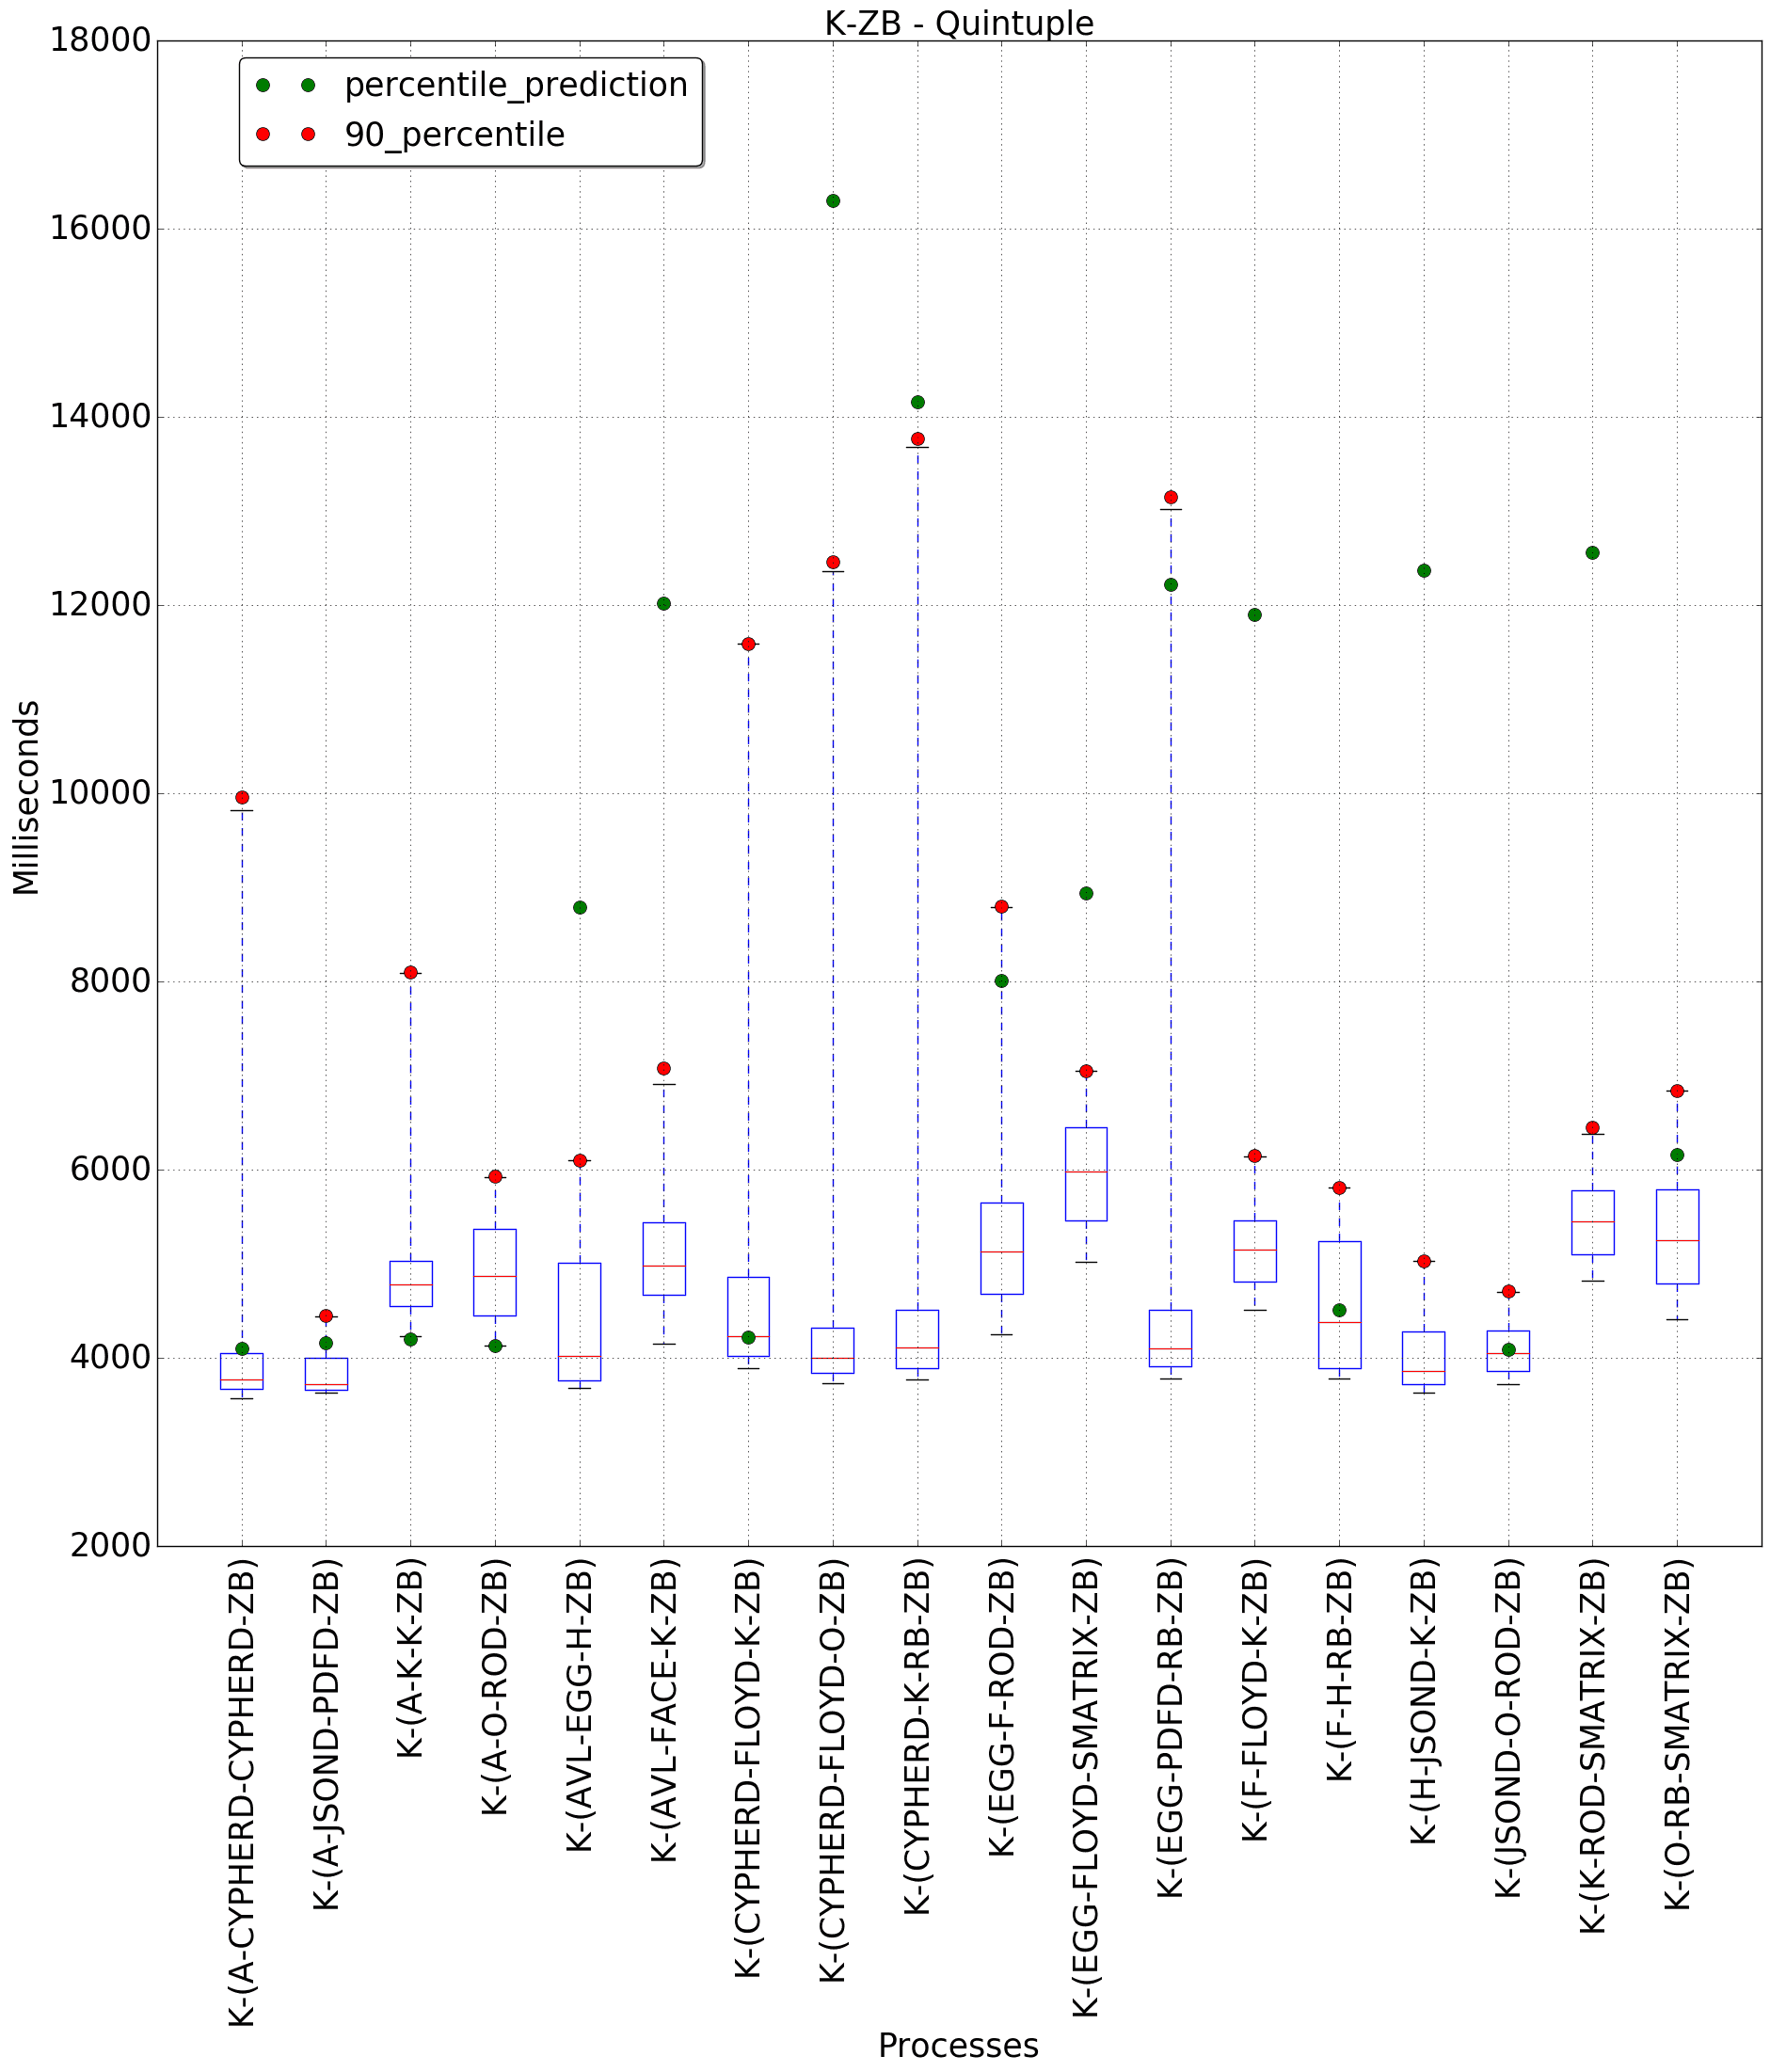 K-ZB - Quintuple
percentile_prediction
90_percentile
Milliseconds
18000
16000
14000
12000
10000
8000
6000
4000
2000
K-(A-CYPHERD-CYPHERD-ZB)
K-(A-JSOND-PDFD-ZB)
K-(A-K-K-ZB)
K-(A-O-ROD-ZB)
K-(AVL-EGG-H-ZB)
K-(AVL-FACE-K-ZB)
K-(CYPHERD-FLOYD-K-ZB)
K-(CYPHERD-FLOYD-O-ZB)
K-(CYPHERD-K-RB-ZB)
K-(EGG-F-ROD-ZB)
K-(EGG-FLOYD-SMATRIX-ZB)
K-(EGG-PDFD-RB-ZB)
K-(F-FLOYD-K-ZB)
K-(F-H-RB-ZB)
K-(H-JSOND-K-ZB)
K-(JSOND-O-ROD-ZB)
K-(K-ROD-SMATRIX-ZB)
K-(O-RB-SMATRIX-ZB)
Processes